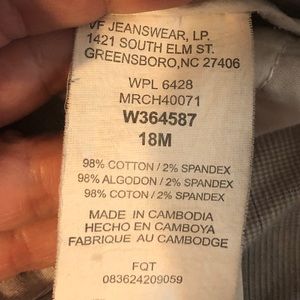 VF JEANSWEAR, LP.
1421 SOUTH ELM ST.
GREENSBORO,NC 27406
WPL 6428
MRCH40071
W364587
18M
98% COTTON / 2% SPANDEX
98% ALGODON / 2% SPANDEX
98% COTON / 2% SPANDEX
MADE IN CAMBODIA
HECHO EN CAMBOYA
FABRIQUE AU CAMBODGE
FQT
083624209059